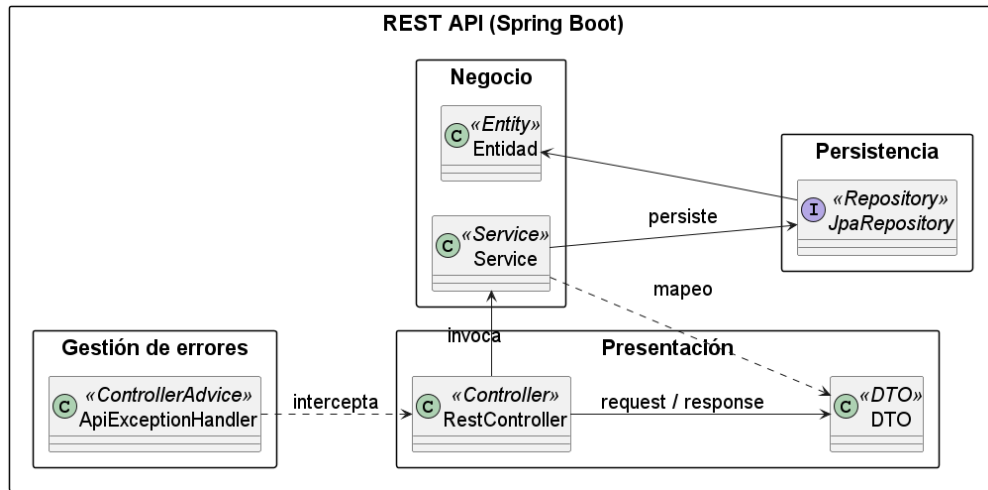 REST API (Spring Boot)
Negocio
C «Entity»
Entidad
Persistencia
I «Repository»
JpaRepository
persiste
C «Service»
Service
mapeo
invoca
Gestión de errores
C «ControllerAdvice»
ApiExceptionHandler
intercepta
Presentación
C «Controller»
RestController
request / response
C «DTO»
DTO